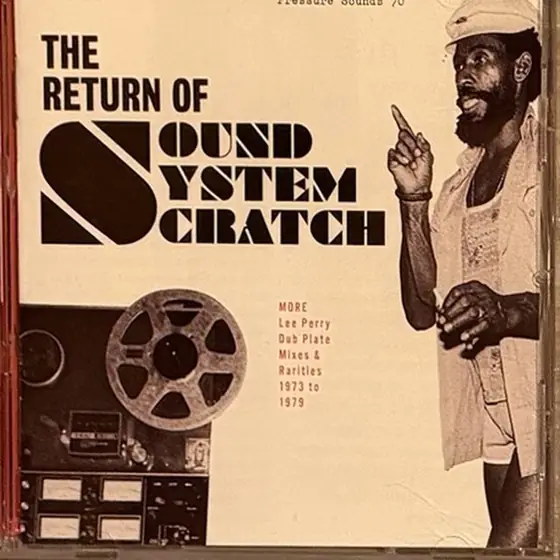 Pressure Sounds 70
THE
RETURN OF
SOUND
SYSTEM
SCRATCH
MORE
Lee Perry
Dub Plate
Mixes &
Rarities
1973 to
1979